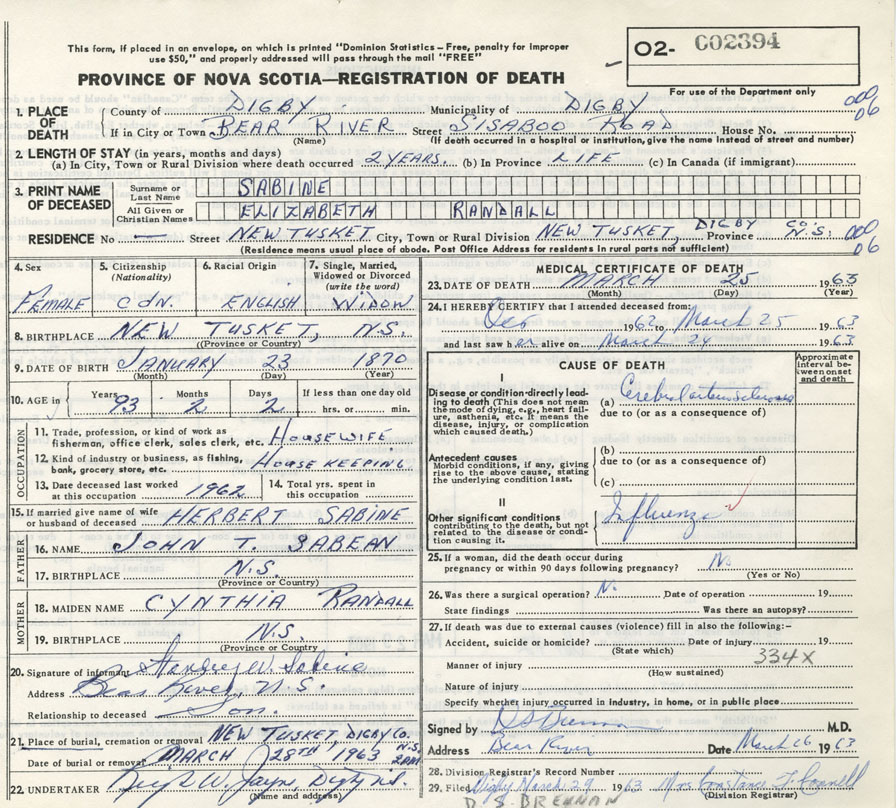 This form, if placed in an envelope, on which is printed "Dominion Statistics – Free, penalty for improper
use $50," and properly addressed will pass through the mail "FREE"
PROVINCE OF NOVA SCOTIA—REGISTRATION OF DEATH
O2- C02394
For use of the Department only
1. PLACE OF DEATH
County of DIGBY Municipality of DIGBY
If in City or Town BEAR RIVER Street SISABOO ROAD House No.
(Name) (If death occurred in a hospital or institution, give the name instead of street and number)
000
06
2. LENGTH OF STAY (in years, months and days)
(a) In City, Town or Rural Division where death occurred 2 YEARS. (b) In Province LIFE (c) In Canada (if immigrant)
3. PRINT NAME OF DECEASED
Surname or Last Name SABINE
All Given or Christian Names ELIZABETH RANDALL
RESIDENCE No — Street NEW TUSKET City, Town or Rural Division NEW TUSKET, DIGBY CO'S Province N.S.
000
06
(Residence means usual place of abode. Post Office Address for residents in rural parts not sufficient)
4. Sex FEMALE
5. Citizenship (Nationality) CDN.
6. Racial Origin ENGLISH
7. Single, Married, Widowed or Divorced (write the word) WIDOW
8. BIRTHPLACE NEW TUSKET, N.S.
(Province or Country)
9. DATE OF BIRTH JANUARY 23 1870
(Month) (Day) (Year)
10. AGE in Years 93 Months 2 Days 2 If less than one day old hrs. or min.
OCCUPATION
11. Trade, profession, or kind of work as fisherman, office clerk, sales clerk, etc. HOUSEWIFE
12. Kind of industry or business, as fishing, bank, grocery store, etc. HOUSE KEEPING
13. Date deceased last worked at this occupation 1962
14. Total yrs. spent in this occupation
15. If married give name of wife or husband of deceased HERBERT SABINE
FATHER
16. NAME JOHN T. SABEAN
17. BIRTHPLACE N.S.
(Province or Country)
MOTHER
18. MAIDEN NAME CYNTHIA RANDALL
19. BIRTHPLACE N.S.
(Province or Country)
20. Signature of informant W. Sabine
Address Bear River, N.S.
Relationship to deceased Son.
21. Place of burial, cremation or removal NEW TUSKET DIGBY CO. N.S.
Date of burial or removal MARCH 28TH 1963 2PM
22. UNDERTAKER W. Jayne, Digby N.S.
(Name and address)
MEDICAL CERTIFICATE OF DEATH
23. DATE OF DEATH MARCH 25 1963
(Month) (Day) (Year)
24. I HEREBY CERTIFY that I attended deceased from:
1962 to March 25 1963
and last saw her alive on March 24 1963
CAUSE OF DEATH
Approximate interval between onset and death
I
Disease or condition directly leading to death (This does not mean the mode of dying, e.g., heart failure, asthenia, etc. It means the disease, injury, or complication which caused death.)
(a) Cerebral arteriosclerosis
due to (or as a consequence of)
Antecedent causes
Morbid conditions, if any, giving rise to the above cause, stating the underlying condition last.
(b)
due to (or as a consequence of)
(c)
II
Other significant conditions contributing to the death, but not related to the disease or condition causing it.
Influenza
25. If a woman, did the death occur during pregnancy or within 90 days following pregnancy? No
(Yes or No)
26. Was there a surgical operation? No Date of operation 19
State findings Was there an autopsy?
27. If death was due to external causes (violence) fill in also the following:–
Accident, suicide or homicide? Date of injury 19
(State which)
334X
Manner of injury
(How sustained)
Nature of injury
Specify whether injury occurred in industry, in home, or in public place
Signed by M.D.
Address Bear River Date March 26 1963
28. Division Registrar's Record Number
29. Filed Digby March 29 1963 Mrs Constance F. Connell
(Division Registrar)
D. S. BRENNAN